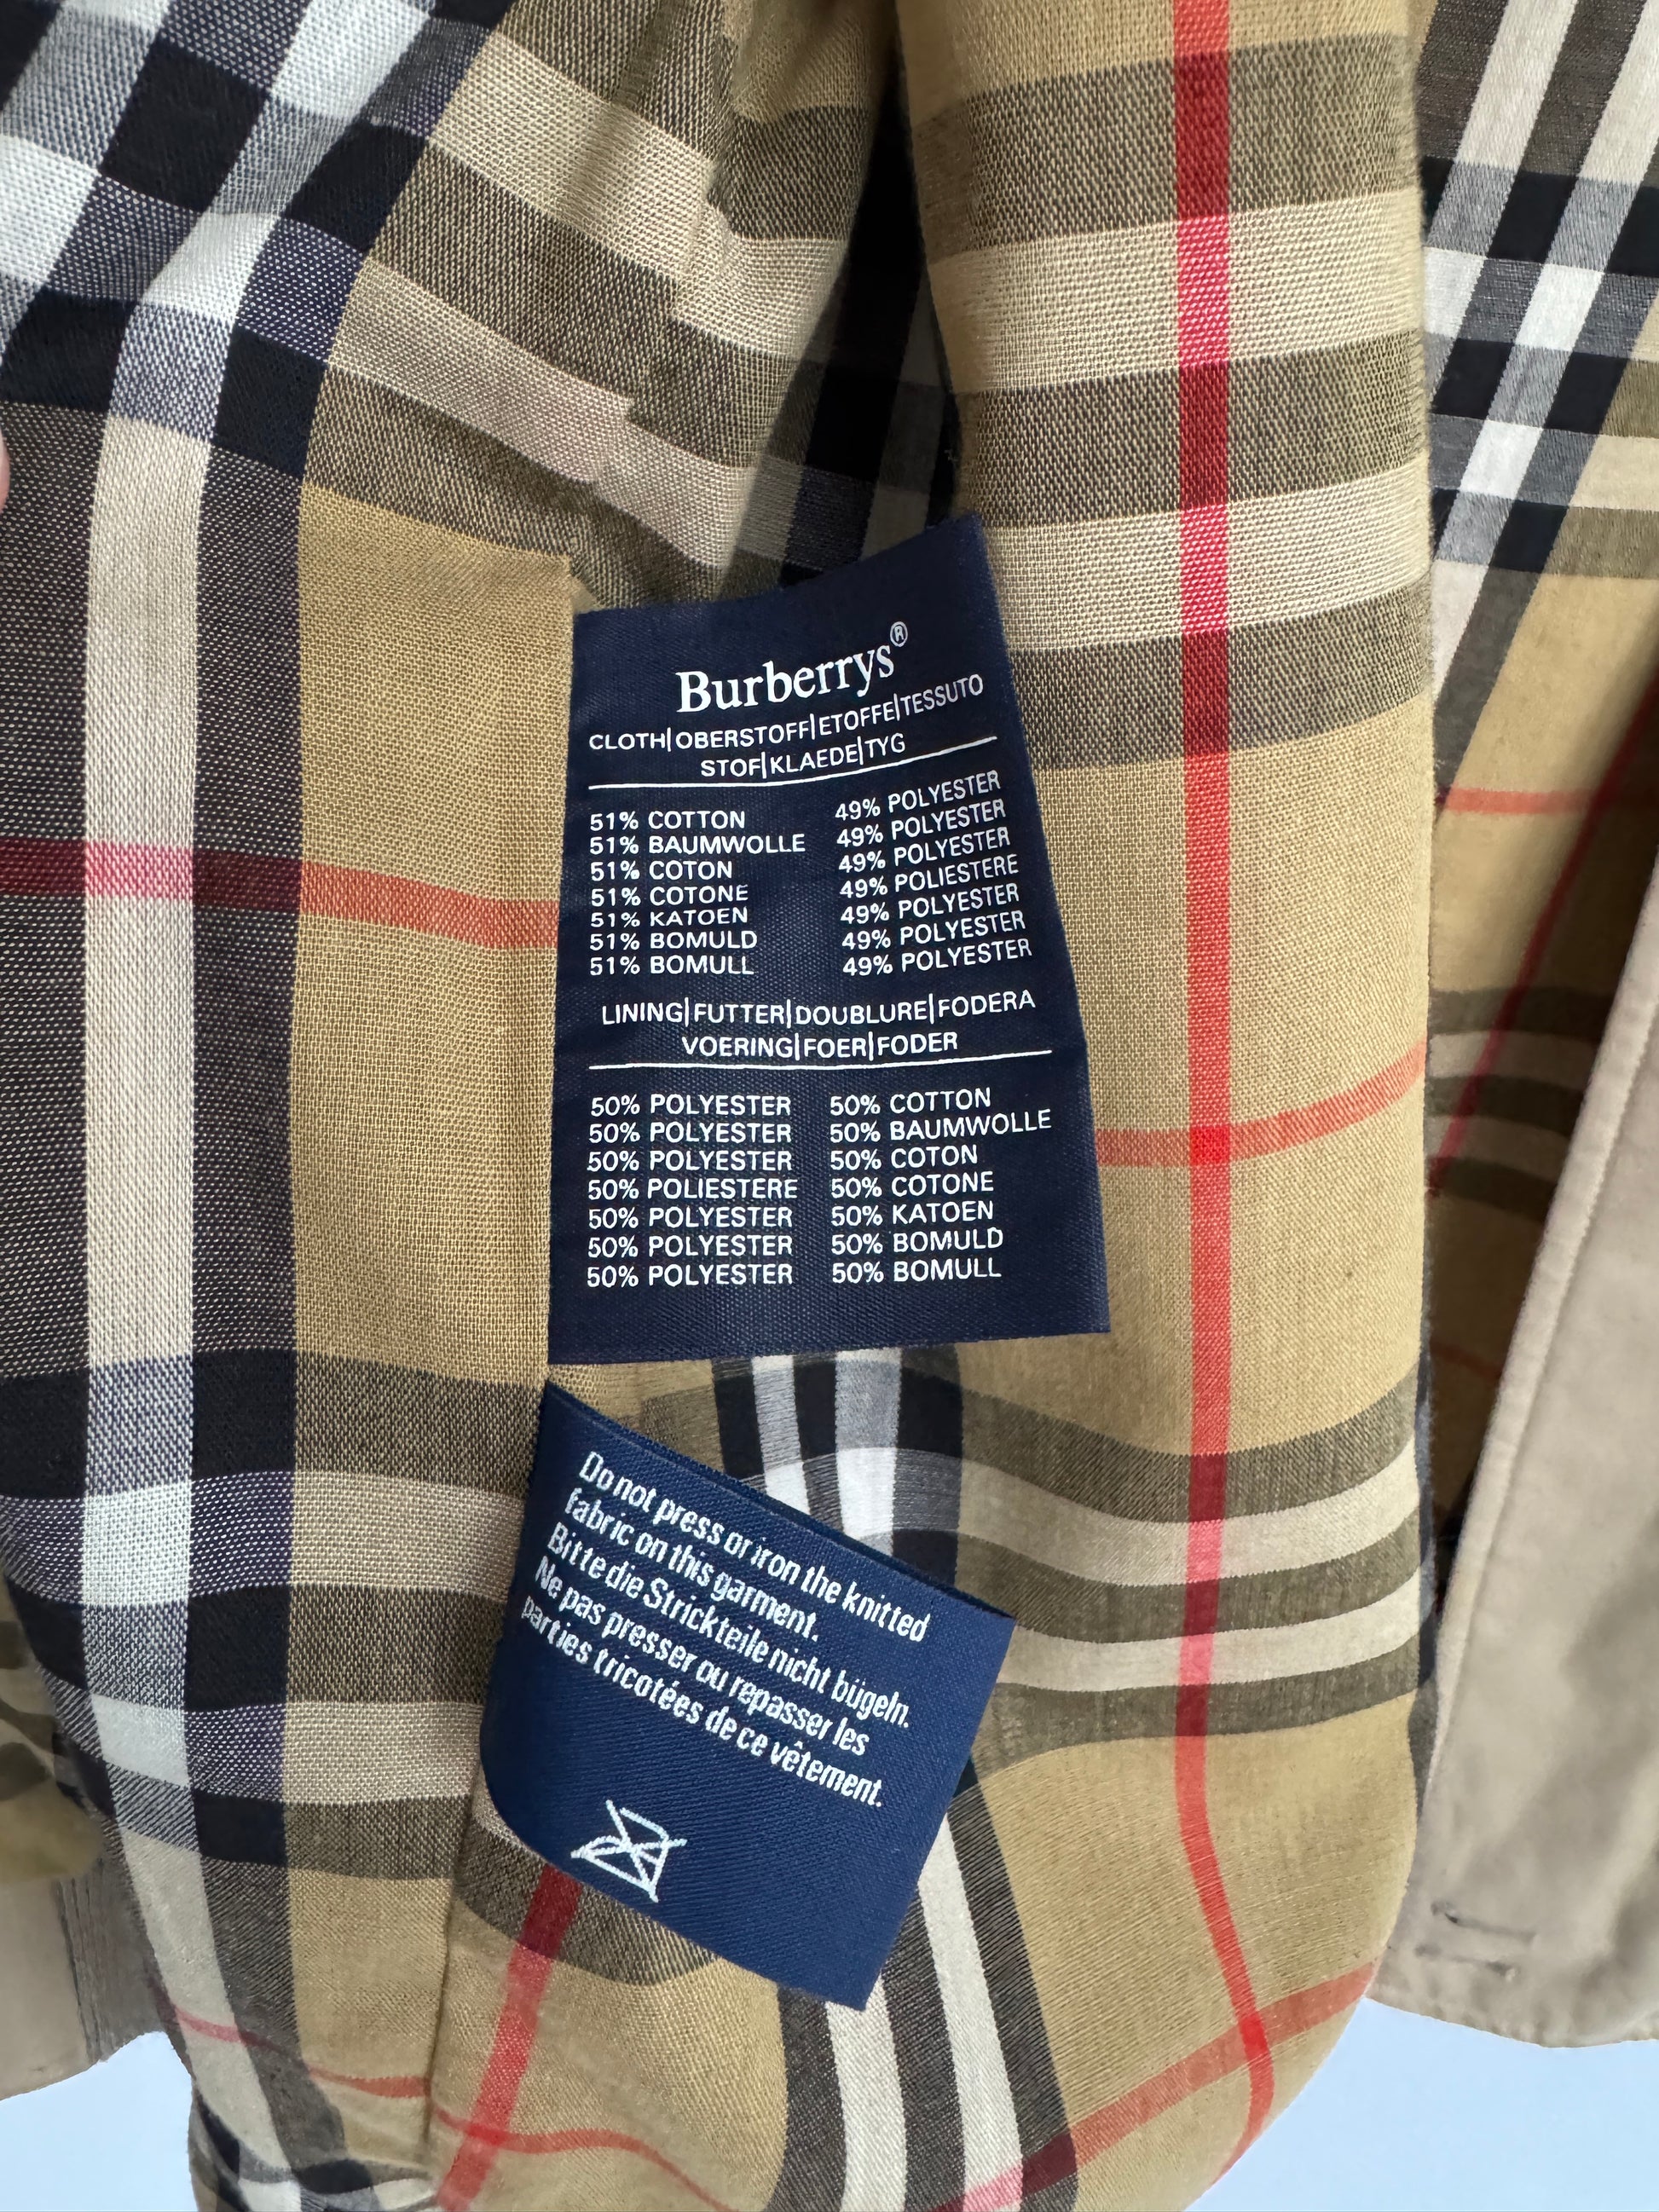 Burberrys®
CLOTH|OBERSTOFF|ETOFFE|TESSUTO
STOF|KLAEDE|TYG
51% COTTON 49% POLYESTER
51% BAUMWOLLE 49% POLYESTER
51% COTON 49% POLYESTER
51% COTONE 49% POLIESTERE
51% KATOEN 49% POLYESTER
51% BOMULD 49% POLYESTER
51% BOMULL 49% POLYESTER
LINING|FUTTER|DOUBLURE|FODERA
VOERING|FOER|FODER
50% POLYESTER 50% COTTON
50% POLYESTER 50% BAUMWOLLE
50% POLYESTER 50% COTON
50% POLIESTERE 50% COTONE
50% POLYESTER 50% KATOEN
50% POLYESTER 50% BOMULD
50% POLYESTER 50% BOMULL
Do not press or iron the knitted
fabric on this garment.
Bitte die Strickteile nicht bügeln.
Ne pas presser ou repasser les
parties tricotées de ce vêtement.